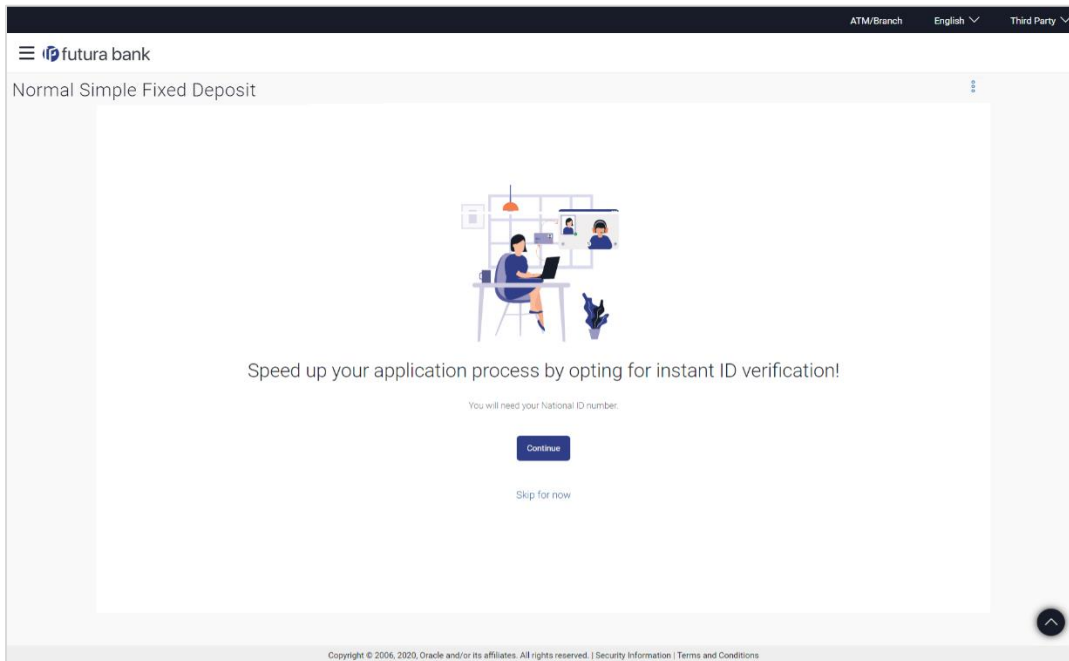 ATM/Branch English Third Party
futura bank
Normal Simple Fixed Deposit
Speed up your application process by opting for instant ID verification!
You will need your National ID number.
Continue
Skip for now
Copyright © 2006, 2020, Oracle and/or its affiliates. All rights reserved. | Security Information | Terms and Conditions